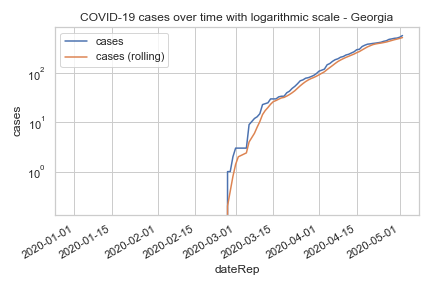 COVID-19 cases over time with logarithmic scale - Georgia
cases
cases (rolling)
10²
10¹
10⁰
cases
2020-01-01
2020-01-15
2020-02-01
2020-02-15
2020-03-01
2020-03-15
2020-04-01
2020-04-15
2020-05-01
dateRep